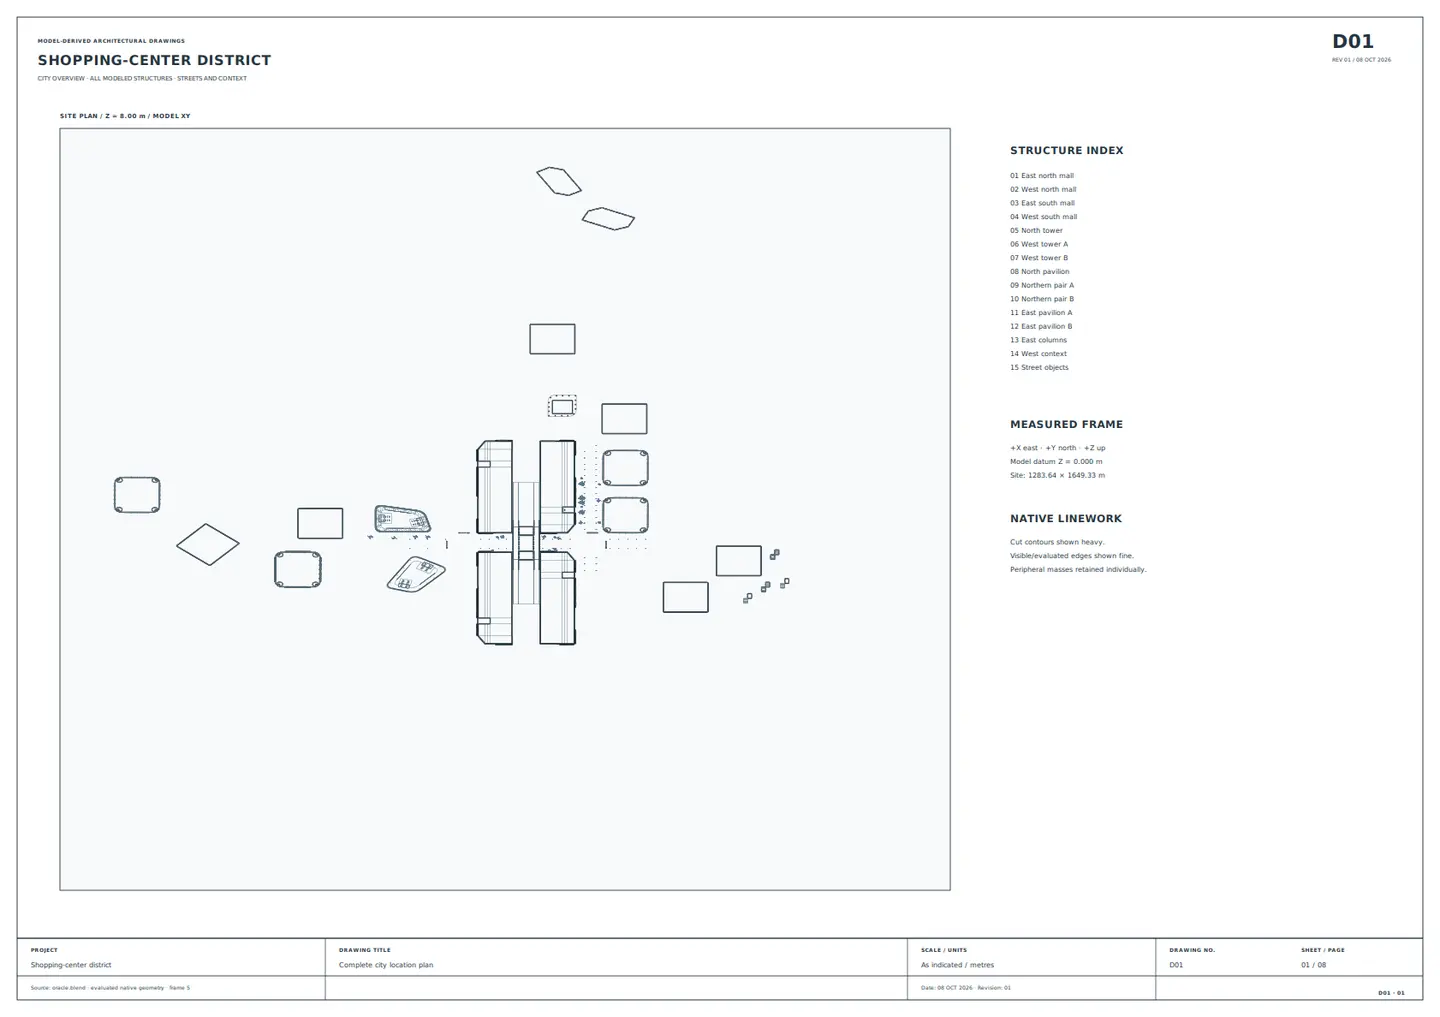 MODEL-DERIVED ARCHITECTURAL DRAWINGS
SHOPPING-CENTER DISTRICT
CITY OVERVIEW · ALL MODELED STRUCTURES · STREETS AND CONTEXT
D01
REV 01 / 08 OCT 2026
SITE PLAN / Z = 8.00 m / MODEL XY
STRUCTURE INDEX
01 East north mall
02 West north mall
03 East south mall
04 West south mall
05 North tower
06 West tower A
07 West tower B
08 North pavilion
09 Northern pair A
10 Northern pair B
11 East pavilion A
12 East pavilion B
13 East columns
14 West context
15 Street objects
MEASURED FRAME
+X east · +Y north · +Z up
Model datum Z = 0.000 m
Site: 1283.64 × 1649.33 m
NATIVE LINEWORK
Cut contours shown heavy.
Visible/evaluated edges shown fine.
Peripheral masses retained individually.
PROJECT
Shopping-center district
DRAWING TITLE
Complete city location plan
SCALE / UNITS
As indicated / metres
DRAWING NO.
D01
SHEET / PAGE
01 / 08
Source: oracle.blend · evaluated native geometry · frame 5
Date: 08 OCT 2026 · Revision: 01
D01 - 01